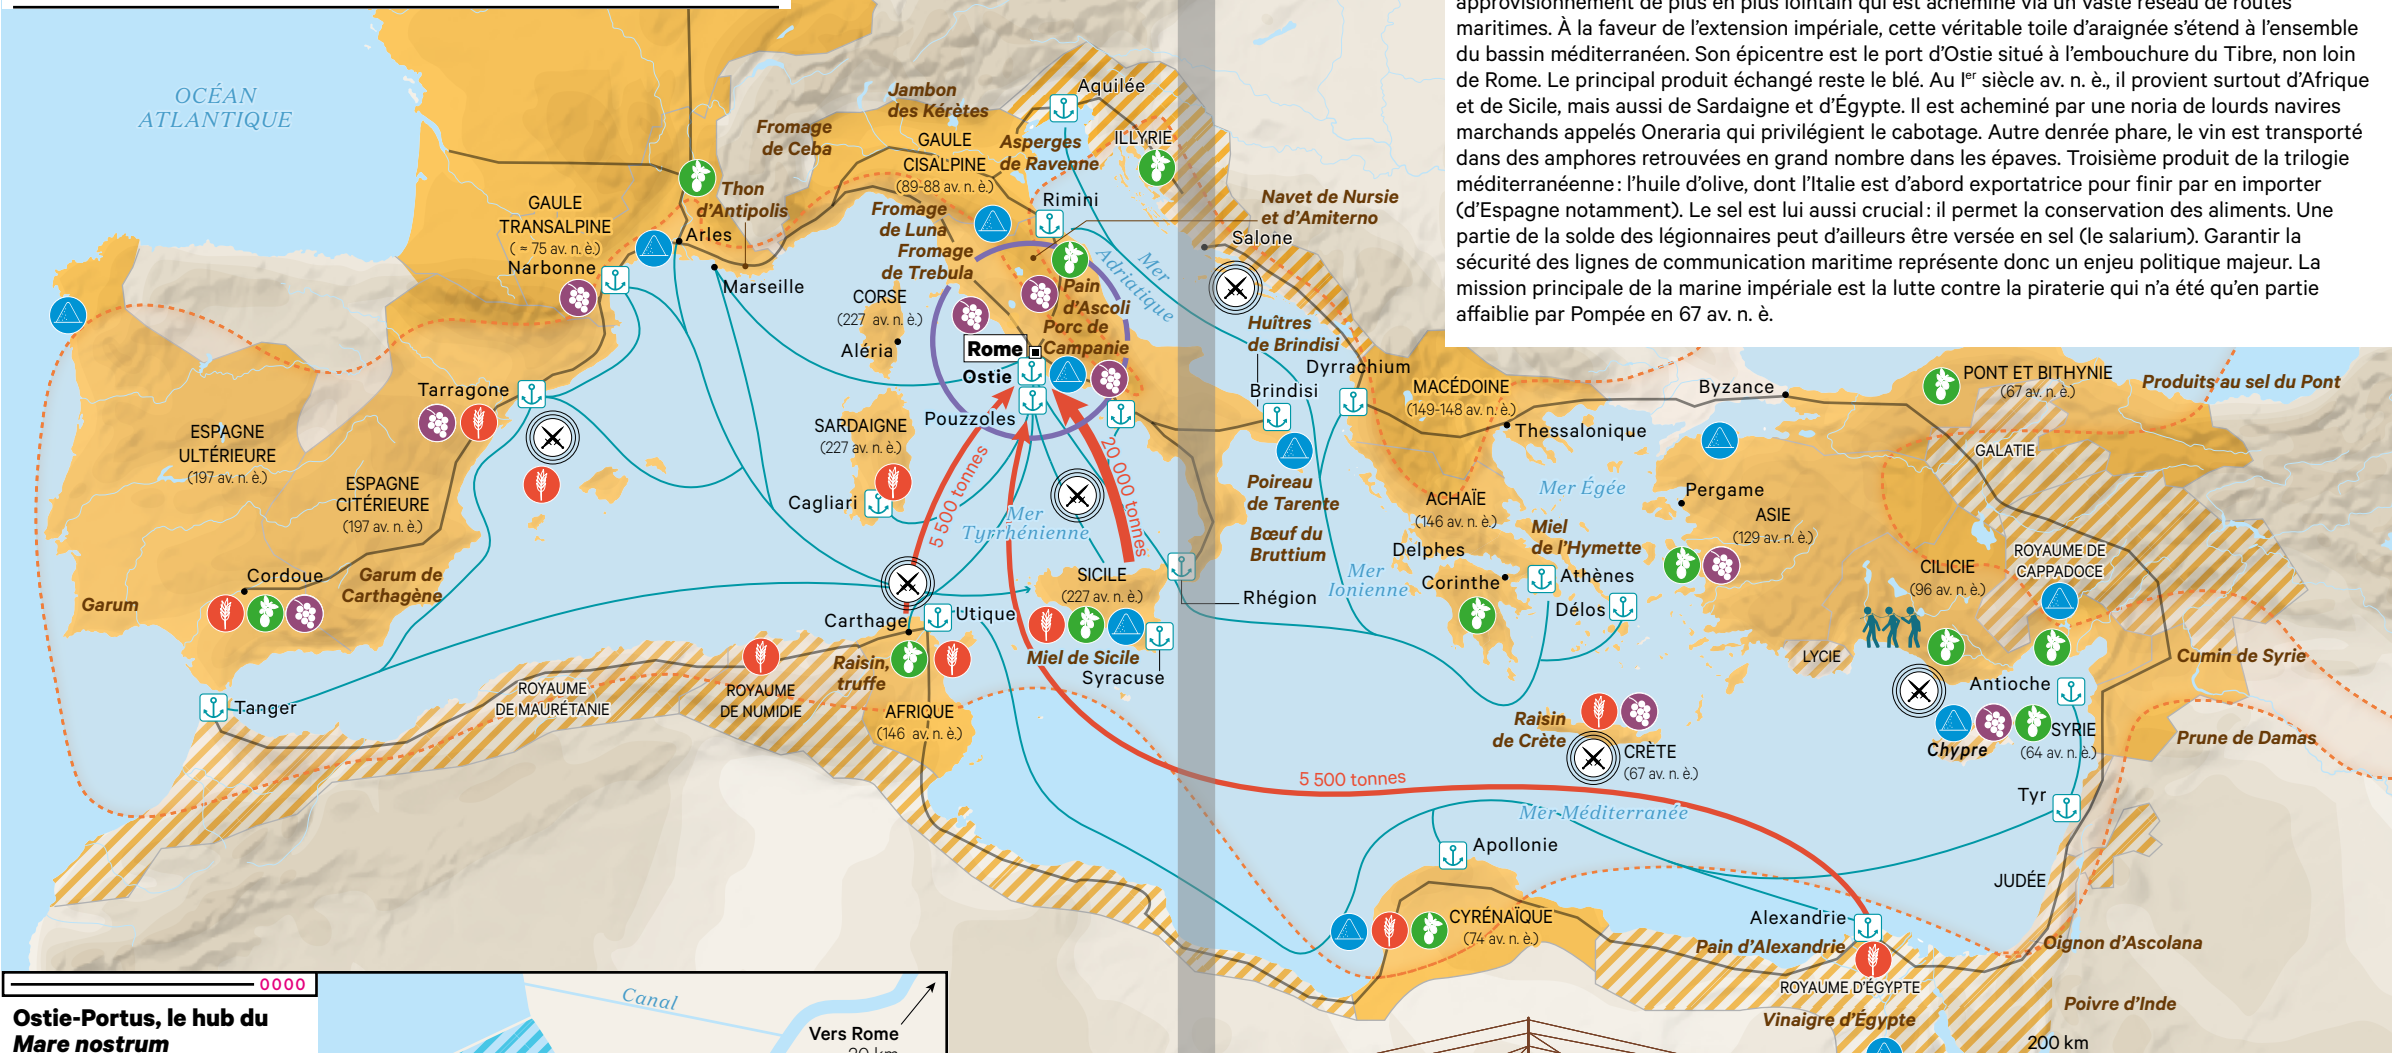 approvisionnement de plus en plus lointain qui est acheminé via un vaste réseau de routes
maritimes. À la faveur de l’extension impériale, cette véritable toile d’araignée s’étend à l’ensemble
du bassin méditerranéen. Son épicentre est le port d’Ostie situé à l’embouchure du Tibre, non loin
de Rome. Le principal produit échangé reste le blé. Au Ier siècle av. n. è., il provient surtout d’Afrique
et de Sicile, mais aussi de Sardaigne et d’Égypte. Il est acheminé par une noria de lourds navires
marchands appelés Oneraria qui privilégient le cabotage. Autre denrée phare, le vin est transporté
dans des amphores retrouvées en grand nombre dans les épaves. Troisième produit de la trilogie
méditerranéenne : l’huile d’olive, dont l’Italie est d’abord exportatrice pour finir par en importer
(d’Espagne notamment). Le sel est lui aussi crucial : il permet la conservation des aliments. Une
partie de la solde des légionnaires peut d’ailleurs être versée en sel (le salarium). Garantir la
sécurité des lignes de communication maritime représente donc un enjeu politique majeur. La
mission principale de la marine impériale est la lutte contre la piraterie qui n’a été qu’en partie
affaiblie par Pompée en 67 av. n. è.
OCÉAN
ATLANTIQUE
Jambon
des Kérètes
Aquilée
Fromage
de Ceba
GAULE
CISALPINE
(89-88 av. n. è.)
Asperges
de Ravenne
ILLYRIE
Thon
d’Antipolis
GAULE
TRANSALPINE
(≈ 75 av. n. è.)
Arles
Narbonne
Marseille
Fromage
de Luna
Fromage
de Trebula
Rimini
Navet de Nursie
et d’Amiterno
Salone
Mer
Adriatique
CORSE
(227 av. n. è.)
Aléria
Pain
d’Ascoli
Porc de
Campanie
Rome
Ostie
Pouzzoles
Huîtres
de Brindisi
Dyrrachium
Brindisi
MACÉDOINE
(149-148 av. n. è.)
Thessalonique
Byzance
PONT ET BITHYNIE
(67 av. n. è.)
Produits au sel du Pont
GALATIE
Tarragone
ESPAGNE
ULTÉRIEURE
(197 av. n. è.)
ESPAGNE
CITÉRIEURE
(197 av. n. è.)
SARDAIGNE
(227 av. n. è.)
Cagliari
5 500 tonnes
20 000 tonnes
Mer
Tyrrhénienne
Poireau
de Tarente
Bœuf du
Bruttium
Mer Égée
Pergame
ASIE
(129 av. n. è.)
ACHAÏE
(146 av. n. è.)
Miel
de l’Hymette
Delphes
Corinthe
Athènes
Délos
Mer
Ionienne
ROYAUME DE
CAPPADOCE
CILICIE
(96 av. n. è.)
LYCIE
Cordoue
Garum de
Carthagène
Garum
SICILE
(227 av. n. è.)
Rhégion
Utique
Carthage
Miel de Sicile
Syracuse
Raisin,
truffe
Tanger
ROYAUME
DE MAURÉTANIE
ROYAUME
DE NUMIDIE
AFRIQUE
(146 av. n. è.)
Raisin
de Crète
CRÈTE
(67 av. n. è.)
5 500 tonnes
Mer Méditerranée
Antioche
Cumin de Syrie
Chypre
SYRIE
(64 av. n. è.)
Prune de Damas
Tyr
Apollonie
JUDÉE
CYRÉNAÏQUE
(74 av. n. è.)
Alexandrie
Pain d’Alexandrie
Oignon d’Ascolana
ROYAUME D’ÉGYPTE
Vinaigre d’Égypte
Poivre d’Inde
200 km
0000
Ostie-Portus, le hub du
Mare nostrum
Canal
Vers Rome
20 km